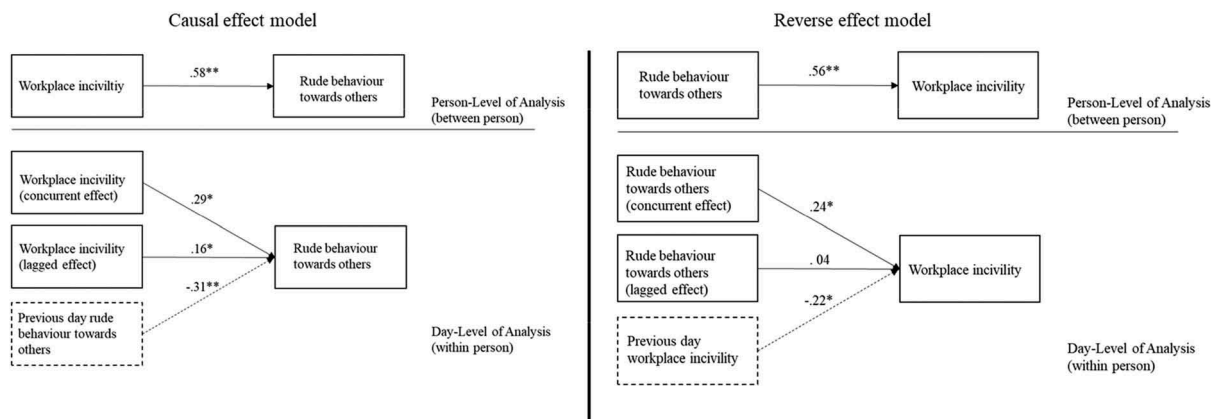 Causal effect model
Workplace inciviltiy
.58**
Rude behaviour
towards others
Person-Level of Analysis
(between person)
Workplace incivility
(concurrent effect)
.29*
Workplace incivility
(lagged effect)
.16*
Rude behaviour
towards others
-.31**
Previous day rude
behaviour towards
others
Day-Level of Analysis
(within person)
Reverse effect model
Rude behaviour
towards others
.56**
Workplace incivility
Person-Level of Analysis
(between person)
Rude behaviour
towards others
(concurrent effect)
.24*
Rude behaviour
towards others
(lagged effect)
. 04
Workplace incivility
-.22*
Previous day
workplace incivility
Day-Level of Analysis
(within person)